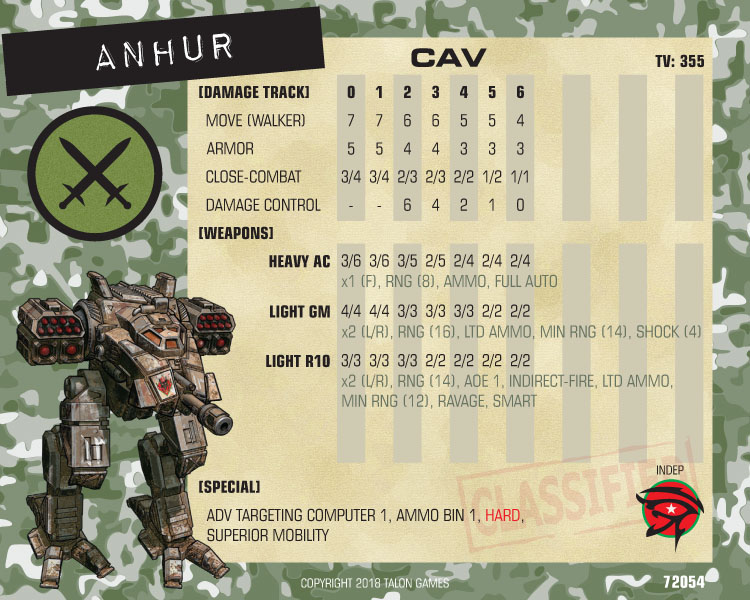 ANHUR
CAV
TV: 355
[DAMAGE TRACK] 0 1 2 3 4 5 6
MOVE (WALKER) 7 7 6 6 5 5 4
ARMOR 5 5 4 4 3 3 3
CLOSE-COMBAT 3/4 3/4 2/3 2/3 2/2 1/2 1/1
DAMAGE CONTROL - - 6 4 2 1 0
[WEAPONS]
HEAVY AC 3/6 3/6 3/5 2/5 2/4 2/4 2/4
x1 (F), RNG (8), AMMO, FULL AUTO
LIGHT GM 4/4 4/4 3/3 3/3 3/3 2/2 2/2
x2 (L/R), RNG (16), LTD AMMO, MIN RNG (14), SHOCK (4)
LIGHT R10 3/3 3/3 3/3 2/2 2/2 2/2 2/2
x2 (L/R), RNG (14), AOE 1, INDIRECT-FIRE, LTD AMMO,
MIN RNG (12), RAVAGE, SMART
CLASSIFIED
INDEP
[SPECIAL]
ADV TARGETING COMPUTER 1, AMMO BIN 1, HARD,
SUPERIOR MOBILITY
COPYRIGHT 2018 TALON GAMES
72054